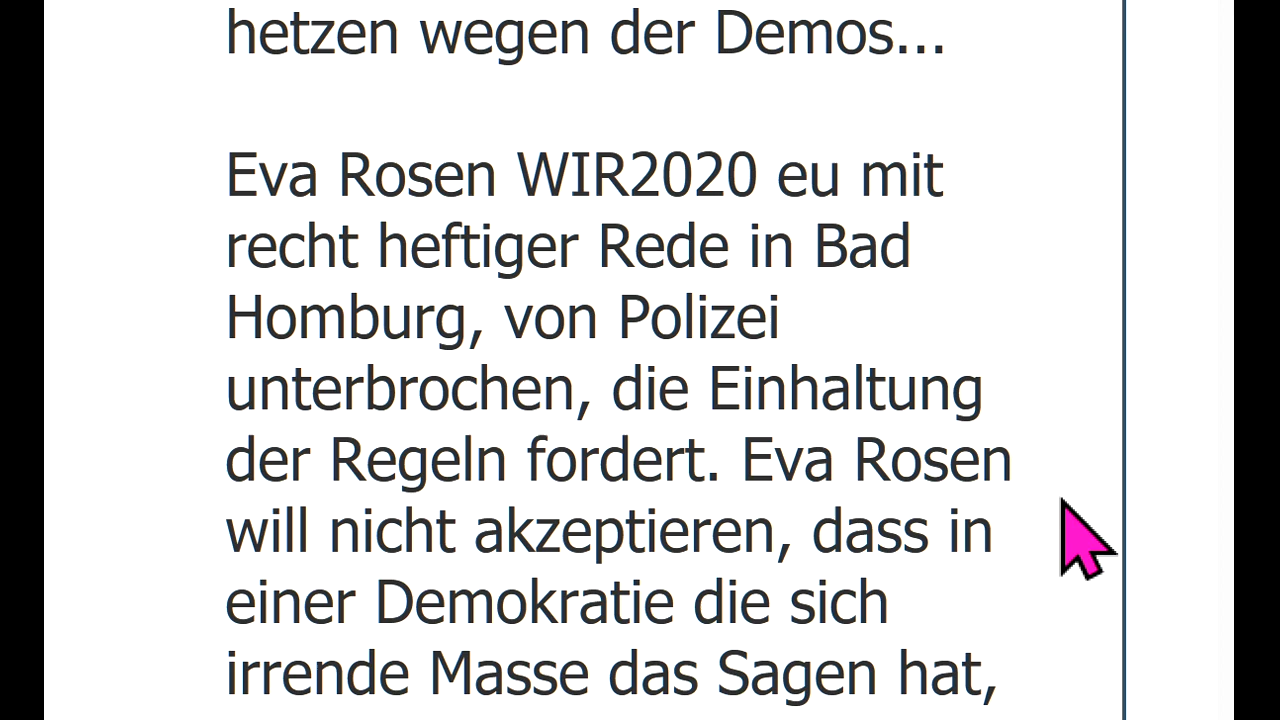 hetzen wegen der Demos...
Eva Rosen WIR2020 eu mit
recht heftiger Rede in Bad
Homburg, von Polizei
unterbrochen, die Einhaltung
der Regeln fordert. Eva Rosen
will nicht akzeptieren, dass in
einer Demokratie die sich
irrende Masse das Sagen hat,